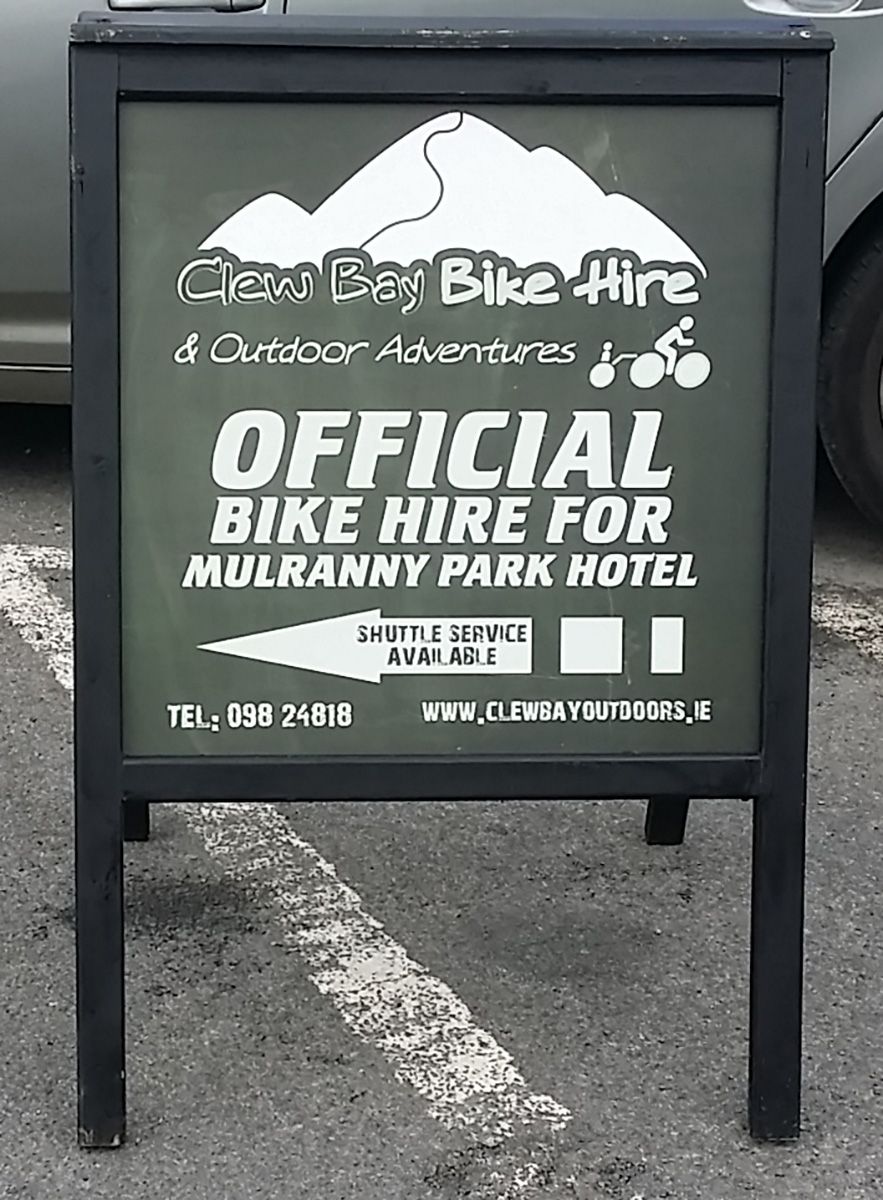 Clew Bay Bike Hire
& Outdoor Adventures
OFFICIAL
BIKE HIRE FOR
MULRANNY PARK HOTEL
SHUTTLE SERVICE
AVAILABLE
TEL: 098 24818 WWW.CLEWBAYOUTDOORS.IE